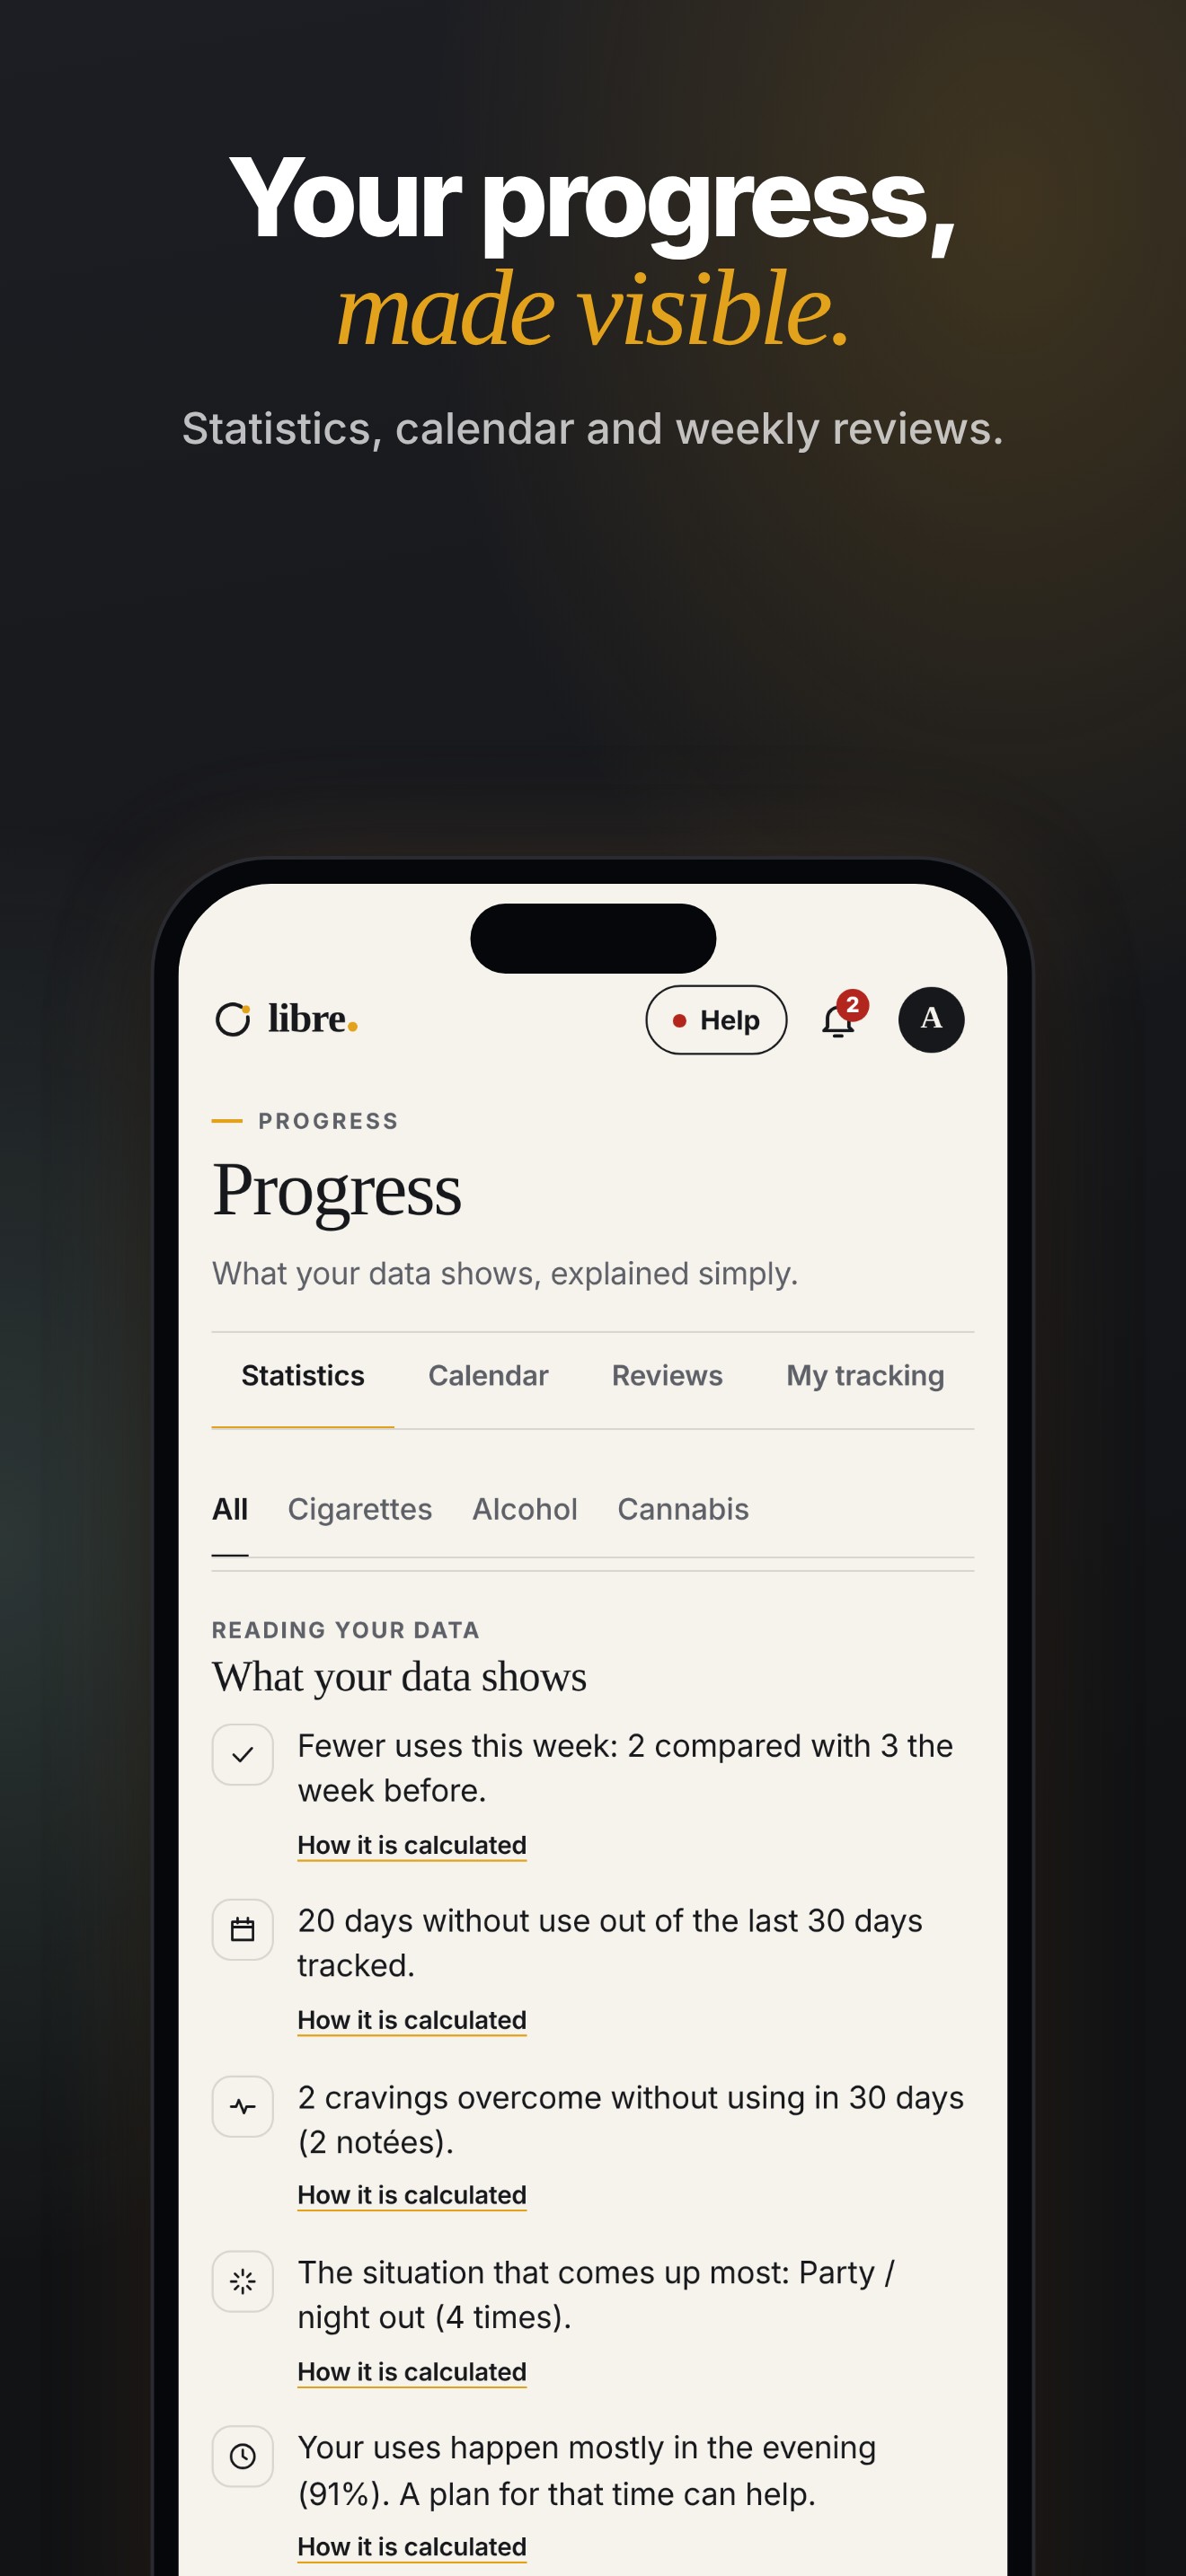 Your progress,
made visible.
Statistics, calendar and weekly reviews.
libre.
Help
2
A
PROGRESS
Progress
What your data shows, explained simply.
Statistics Calendar Reviews My tracking
All Cigarettes Alcohol Cannabis
READING YOUR DATA
What your data shows
Fewer uses this week: 2 compared with 3 the
week before.
How it is calculated
20 days without use out of the last 30 days
tracked.
How it is calculated
2 cravings overcome without using in 30 days
(2 notées).
How it is calculated
The situation that comes up most: Party /
night out (4 times).
How it is calculated
Your uses happen mostly in the evening
(91%). A plan for that time can help.
How it is calculated